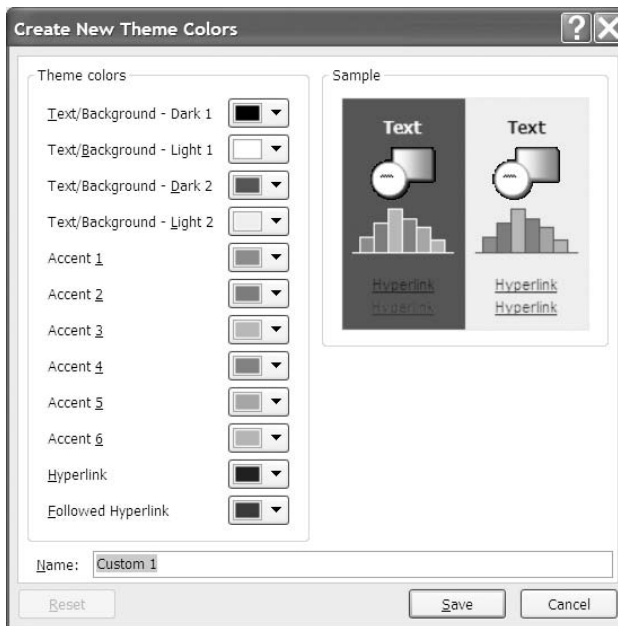 Create New Theme Colors
Theme colors
Text/Background - Dark 1
Text/Background - Light 1
Text/Background - Dark 2
Text/Background - Light 2
Accent 1
Accent 2
Accent 3
Accent 4
Accent 5
Accent 6
Hyperlink
Followed Hyperlink
Sample
Text Text
Hyperlink Hyperlink
Hyperlink Hyperlink
Name: Custom 1
Reset Save Cancel